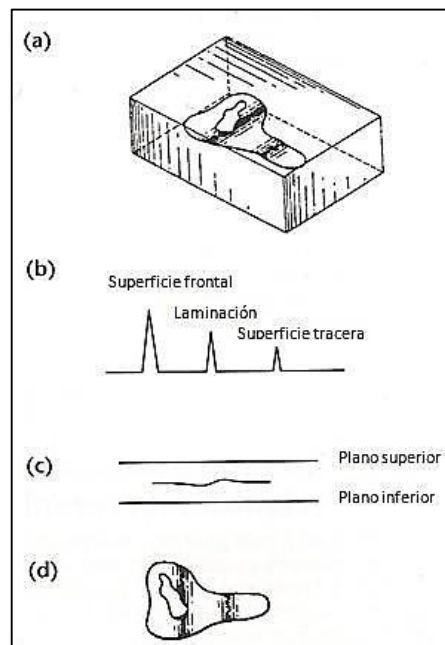 (a)
(b)
Superficie frontal
Laminación
Superficie tracera
(c)
Plano superior
Plano inferior
(d)